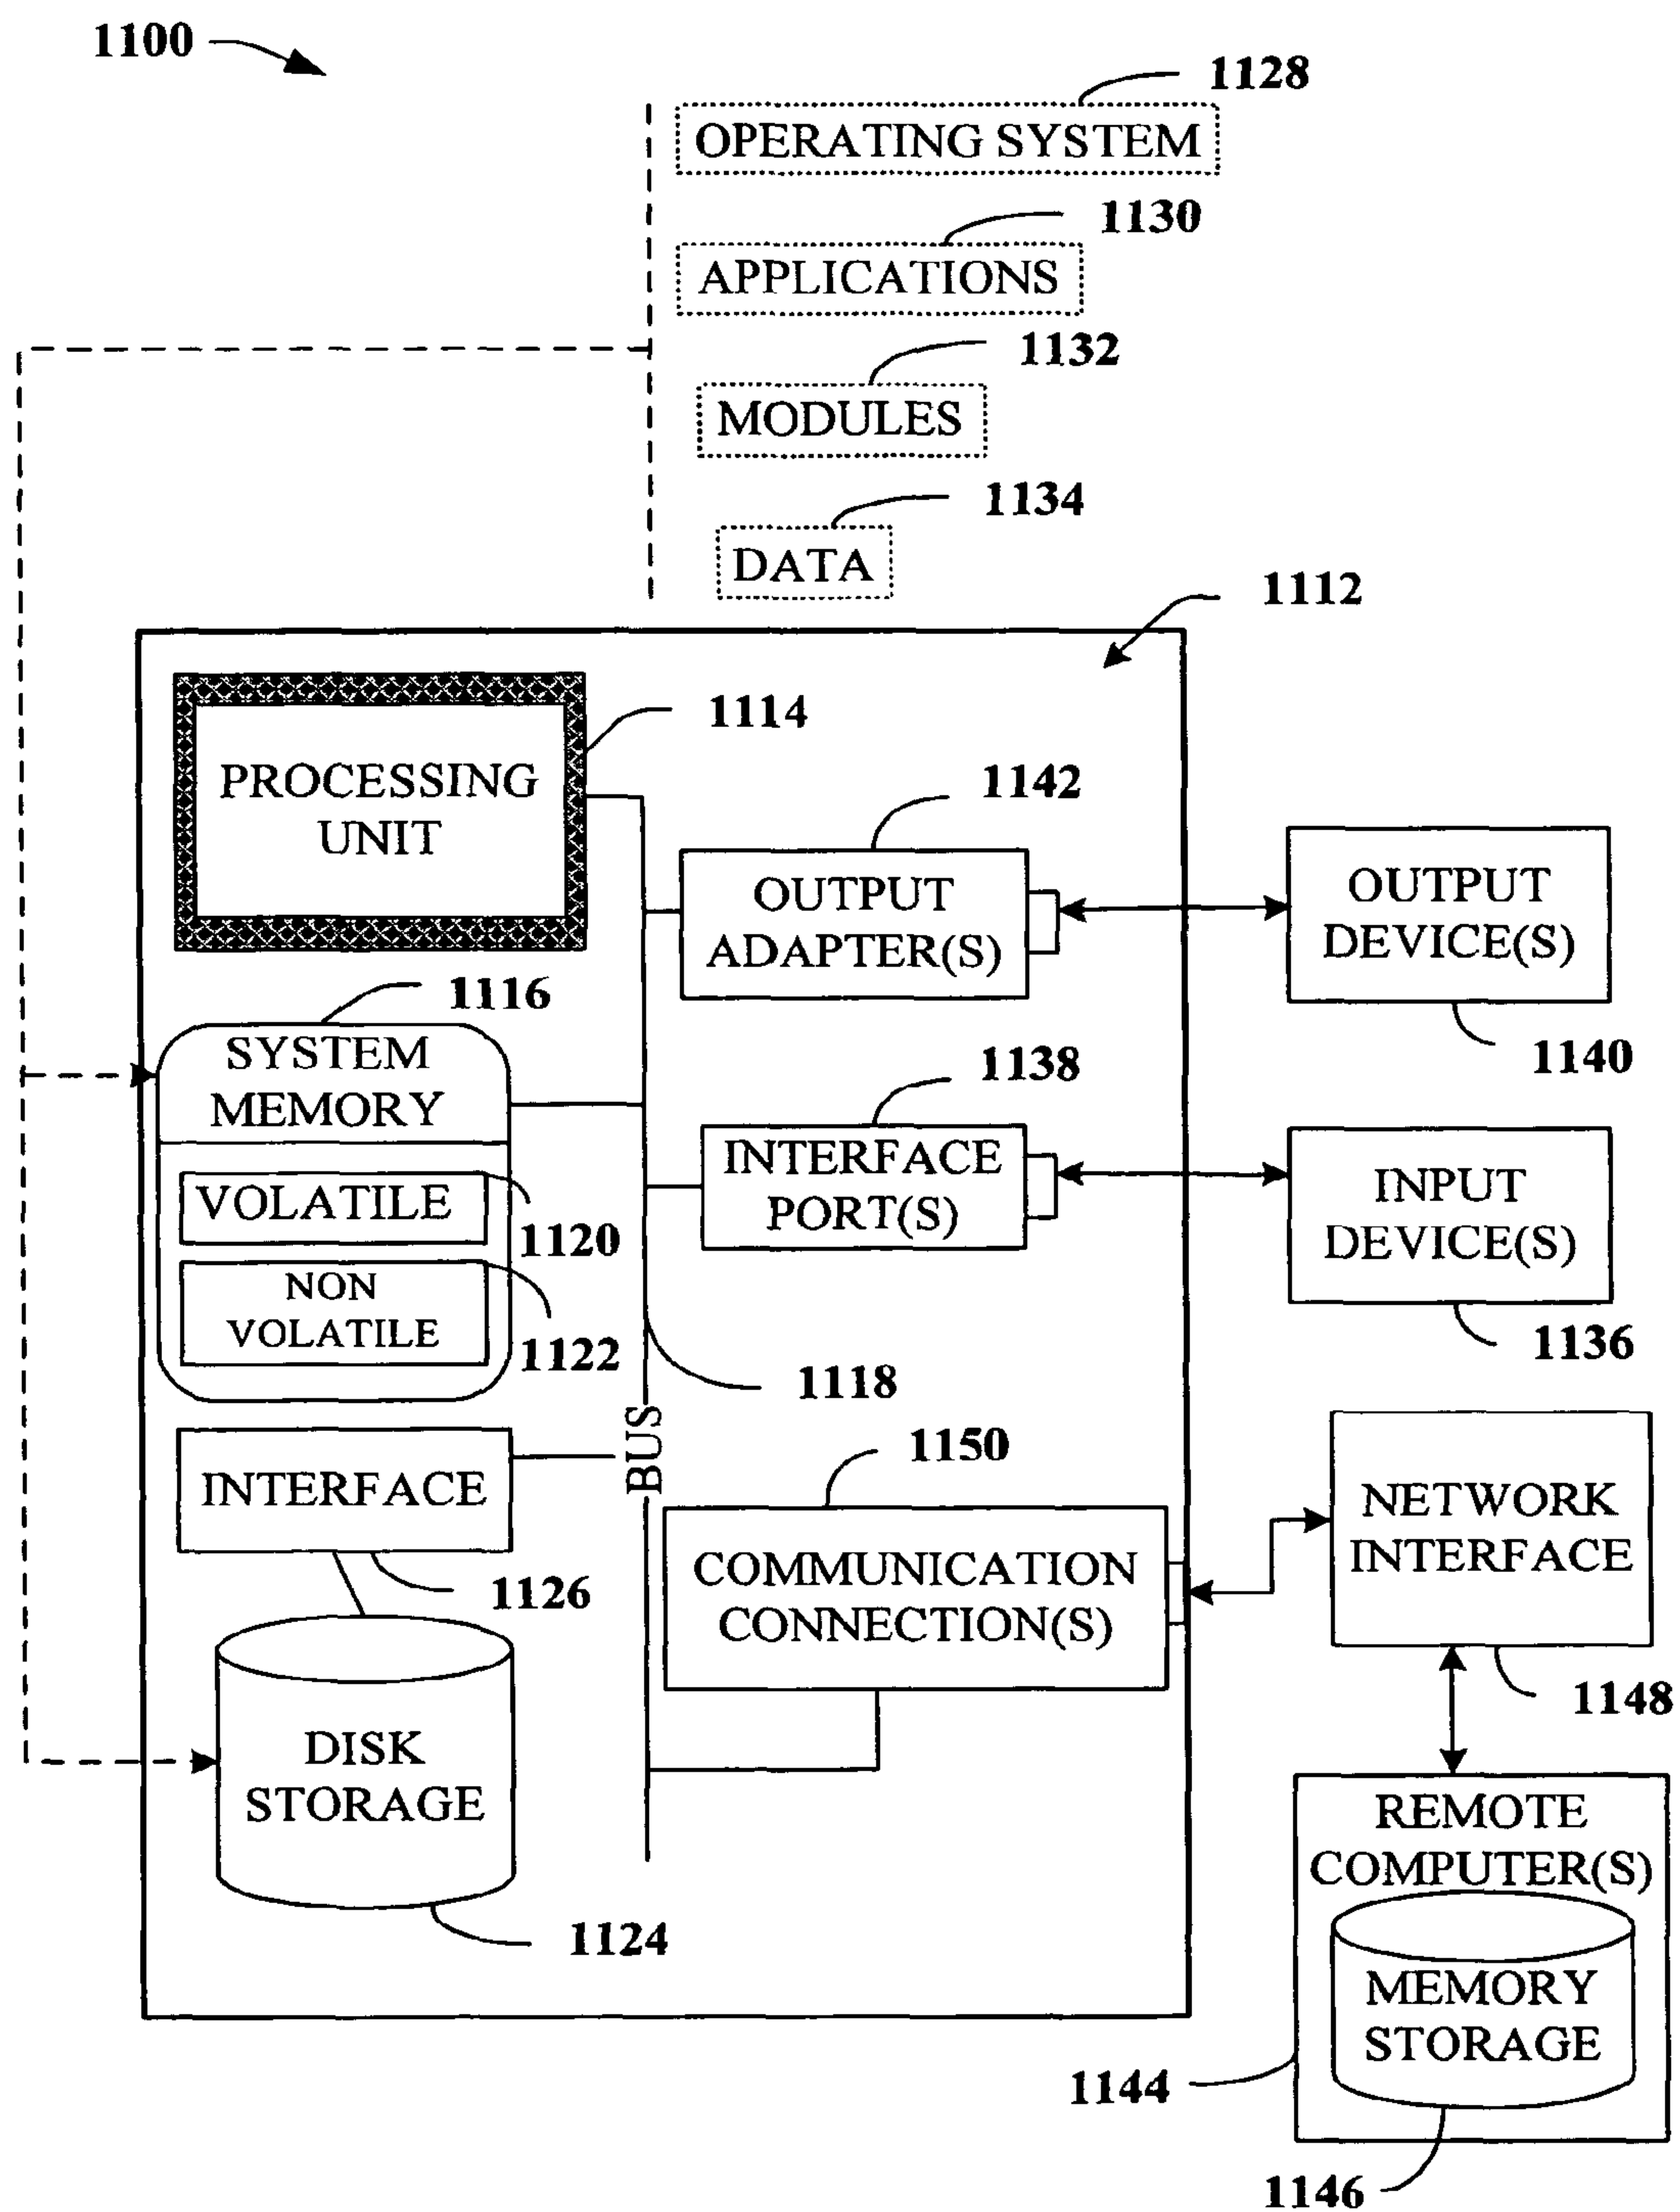 1100
1128
OPERATING SYSTEM
1130
APPLICATIONS
1132
MODULES
1134
DATA
1112
1114
PROCESSING
UNIT
1142
OUTPUT
ADAPTER(S)
OUTPUT
DEVICE(S)
1140
1116
SYSTEM
MEMORY
VOLATILE
1120
NON
VOLATILE
1122
1138
INTERFACE
PORT(S)
INPUT
DEVICE(S)
1136
1118
BUS
INTERFACE
1126
1150
COMMUNICATION
CONNECTION(S)
NETWORK
INTERFACE
1148
DISK
STORAGE
1124
REMOTE
COMPUTER(S)
MEMORY
STORAGE
1144
1146